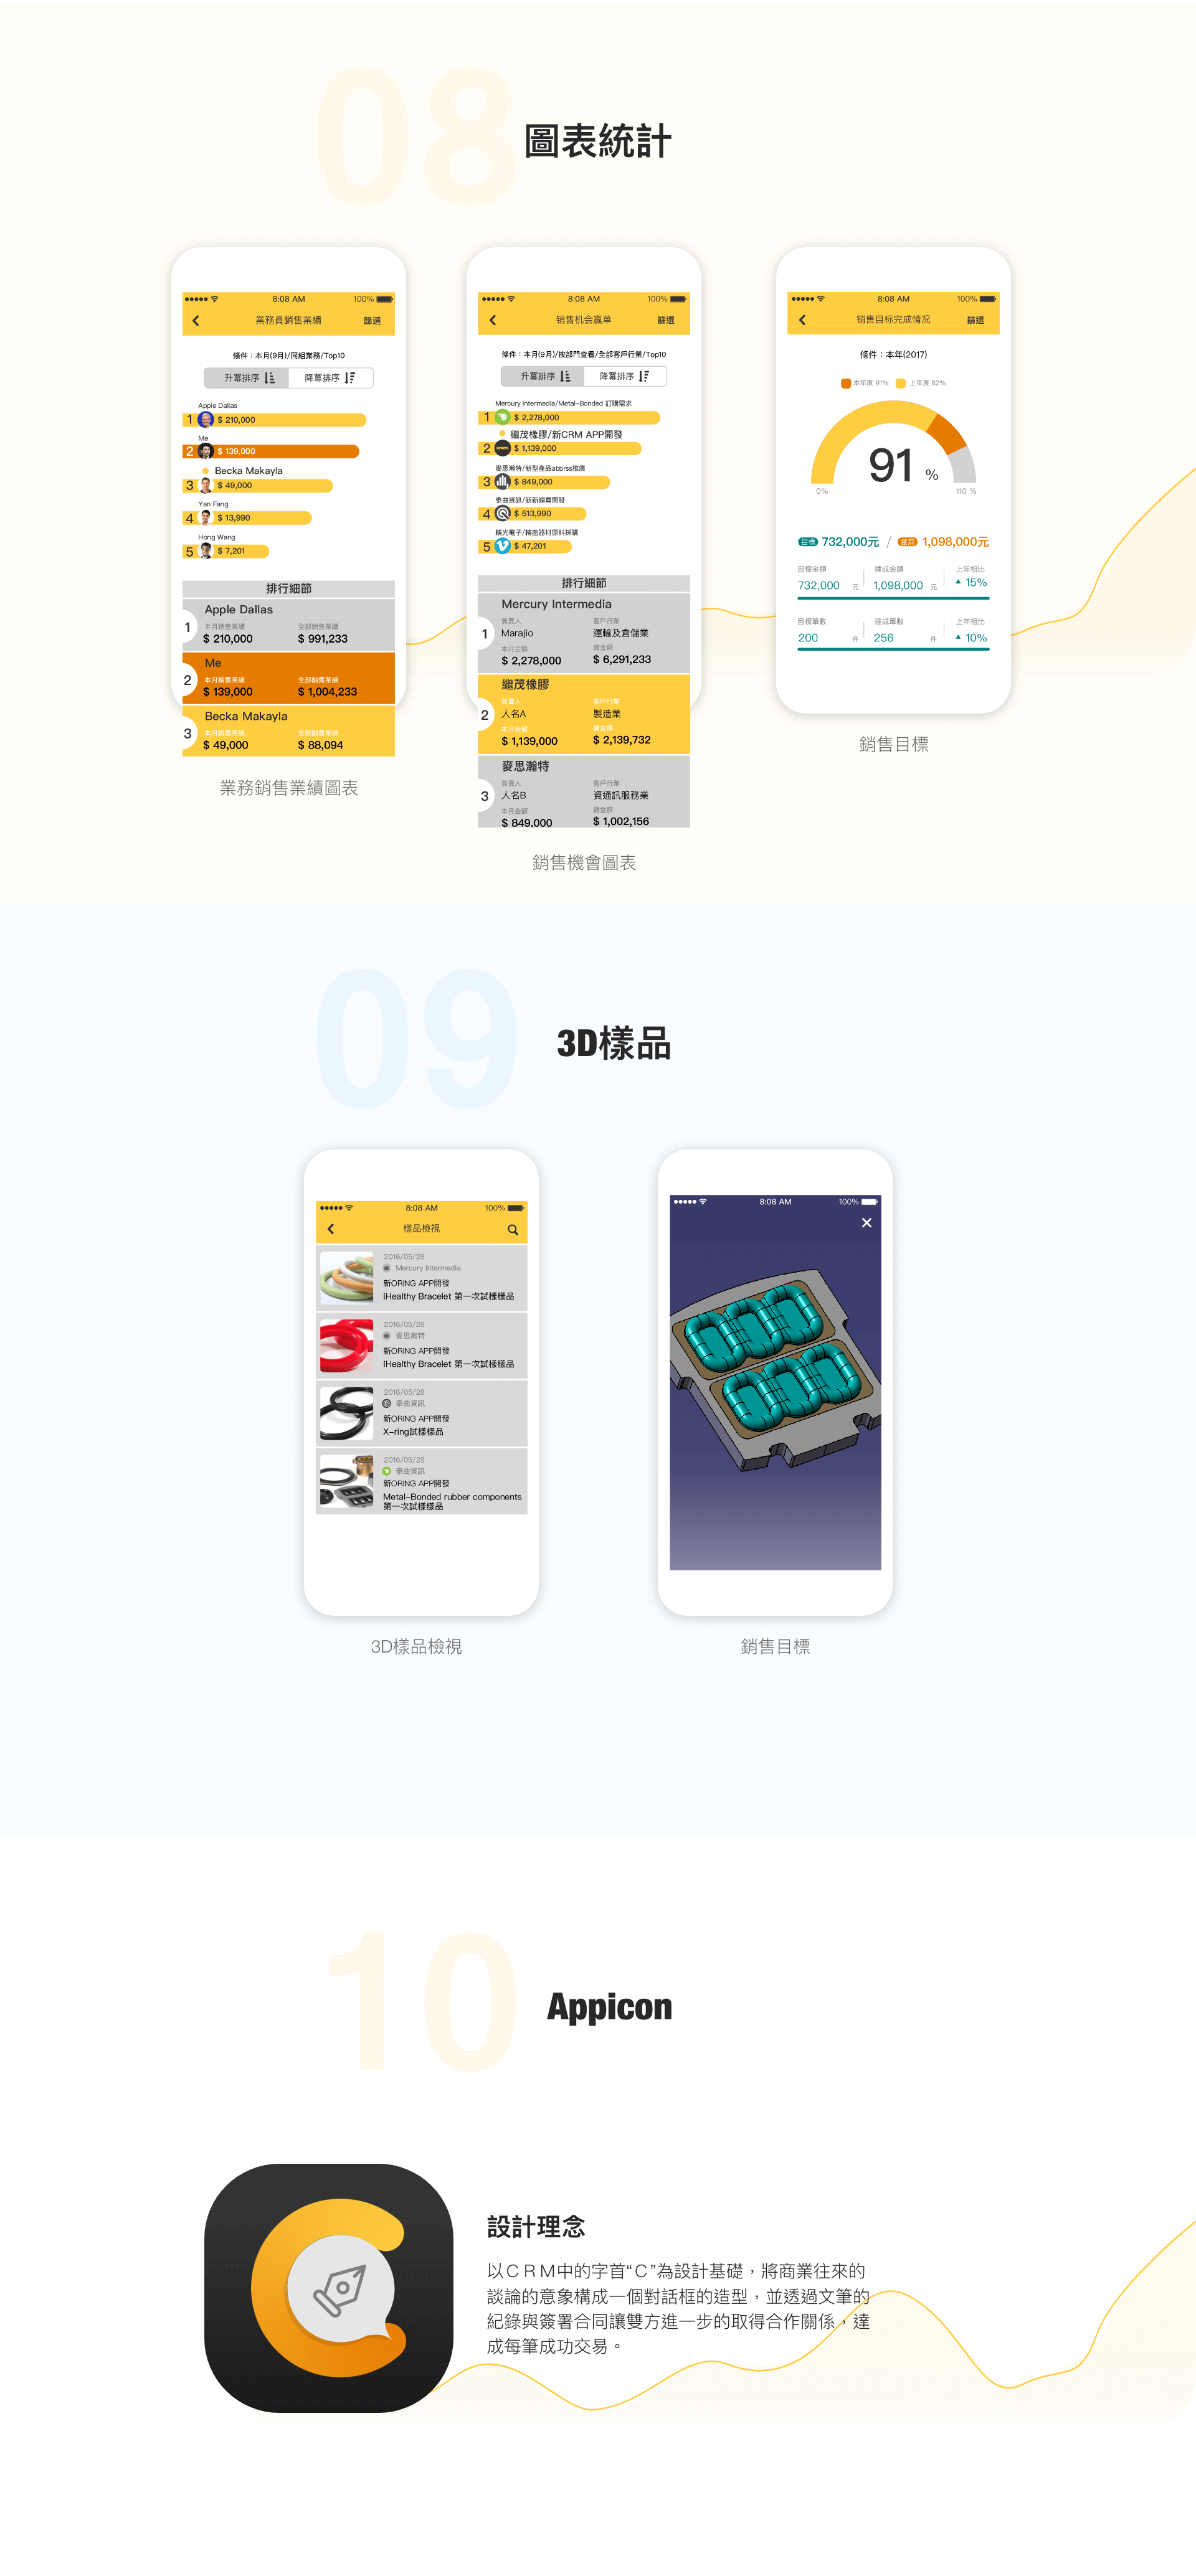 08
圖表統計
8:08 AM 100%
業務員銷售業績 篩選
條件：本月(9月)/同組業務/Top10
升冪排序 降冪排序
Apple Dallas
1 $ 210,000
Me
2 $ 139,000
Becka Makayla
3 $ 49,000
Yan Fang
4 $ 13,990
Hong Wang
5 $ 7,201
排行細節
Apple Dallas
1
本月銷售業績 全部銷售業績
$ 210,000 $ 991,233
Me
2
本月銷售業績 全部銷售業績
$ 139,000 $ 1,004,233
Becka Makayla
3
本月銷售業績 全部銷售業績
$ 49,000 $ 88,094
業務銷售業績圖表
8:08 AM 100%
销售机会赢单 篩選
條件：本月(9月)/按部門查看/全部客戶行業/Top10
升冪排序 降冪排序
Mercury Intermedia/Metal-Bonded 訂購需求
1 $ 2,278,000
繼茂橡膠/新CRM APP開發
2 $ 1,139,000
麥思瀚特/新型產品abbrss推廣
3 $ 849,000
泰曲資訊/新新網頁開發
4 $ 513,990
精光電子/精密器材原料採購
5 $ 47,201
排行細節
Mercury Intermedia
1
負責人 客戶行業
Marajio 運輸及倉儲業
本月金額 總金額
$ 2,278,000 $ 6,291,233
繼茂橡膠
2
負責人 客戶行業
人名A 製造業
本月金額 總金額
$ 1,139,000 $ 2,139,732
麥思瀚特
3
負責人 客戶行業
人名B 資通訊服務業
本月金額 總金額
$ 849,000 $ 1,002,156
銷售機會圖表
8:08 AM 100%
销售目标完成情况 篩選
條件：本年(2017)
本年度 91% 上年度 82%
91 %
0% 110 %
目標 732,000元 / 1,098,000元
目標金額 達成金額 上年相比
732,000 元 1,098,000 元 15%
目標單數 達成單數 上年相比
200 件 256 件 10%
銷售目標
09
3D樣品
8:08 AM 100%
樣品檢視
2016/05/28
Mercury Intermedia
新ORING APP開發
iHealthy Bracelet 第一次試樣樣品
2016/05/28
麥思瀚特
新ORING APP開發
iHealthy Bracelet 第一次試樣樣品
2016/05/28
泰曲資訊
新ORING APP開發
X-ring試樣樣品
2016/05/28
泰曲資訊
新ORING APP開發
Metal-Bonded rubber components
第一次試樣樣品
3D樣品檢視
8:08 AM 100%
銷售目標
10
Appicon
設計理念
以ＣＲＭ中的字首“Ｃ”為設計基礎，將商業往來的
談論的意象構成一個對話框的造型，並透過文筆的
紀錄與簽署合同讓雙方進一步的取得合作關係，達
成每筆成功交易。